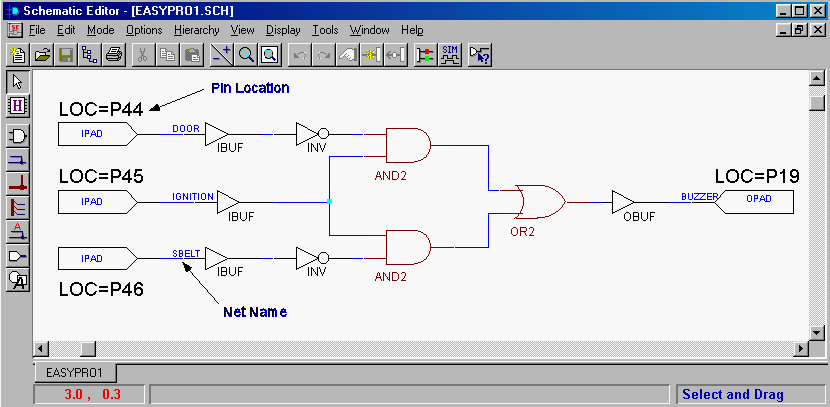 Schematic Editor - [EASYPRO1.SCH]
File Edit Mode Options Hierarchy View Display Tools Window Help
SIM
H
A
Pin Location
LOC=P44
IPAD
DOOR
IBUF
INV
AND2
LOC=P45
IPAD
IGNITION
IBUF
LOC=P19
BUZZER
OPAD
OBUF
OR2
IPAD
SBELT
IBUF
INV
AND2
LOC=P46
Net Name
EASYPRO1
3.0 , 0.3
Select and Drag